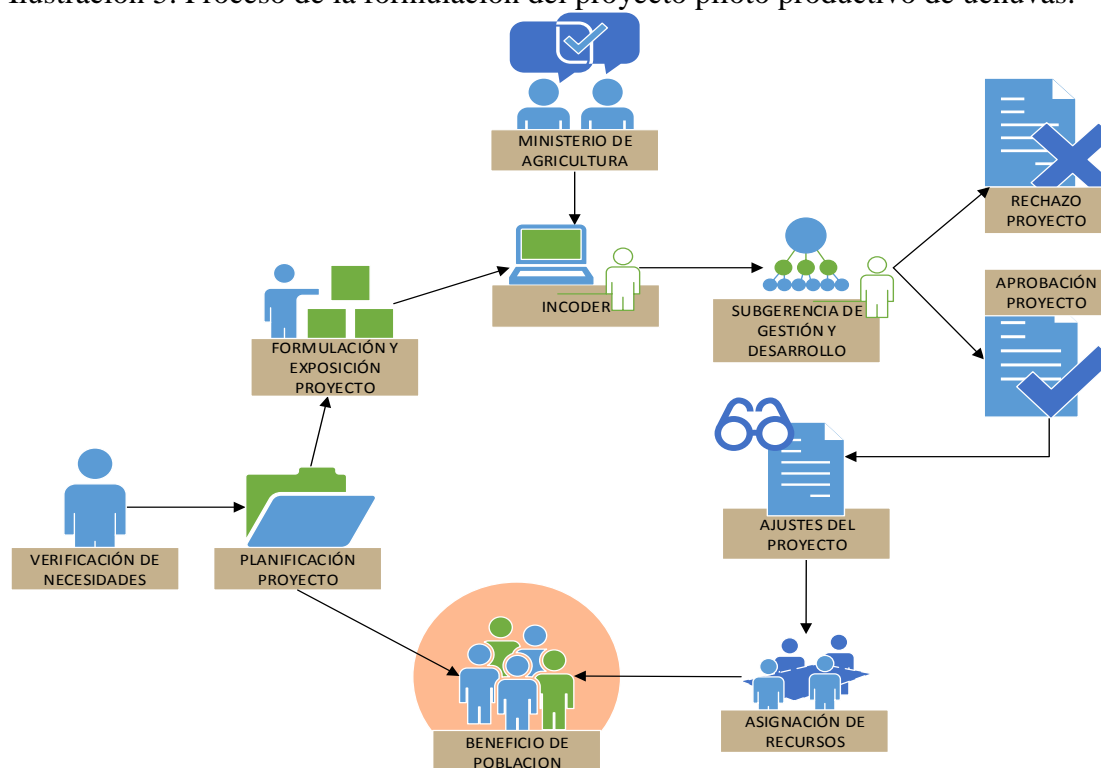 Ilustración 3. Proceso de la formulación del proyecto piloto productivo de uchuvas.
MINISTERIO DE
AGRICULTURA
RECHAZO
PROYECTO
INCODER
SUBGERENCIA DE
GESTIÓN Y
DESARROLLO
APROBACIÓN
PROYECTO
FORMULACIÓN Y
EXPOSICIÓN
PROYECTO
AJUSTES DEL
PROYECTO
VERIFICACIÓN DE
NECESIDADES
PLANIFICACIÓN
PROYECTO
ASIGNACIÓN DE
RECURSOS
BENEFICIO DE
POBLACION